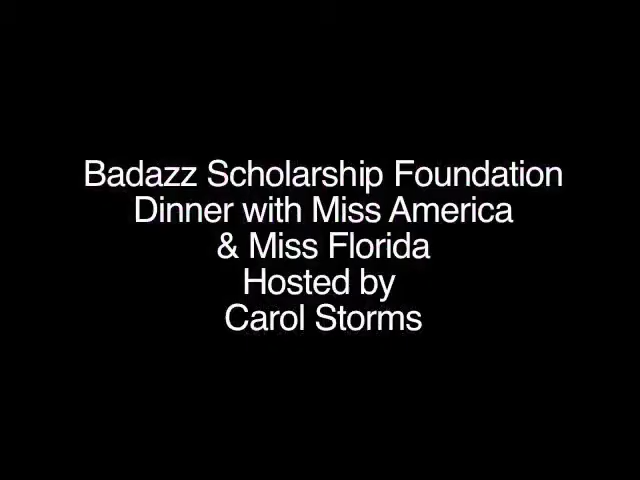 Badazz Scholarship Foundation
Dinner with Miss America
& Miss Florida
Hosted by
Carol Storms